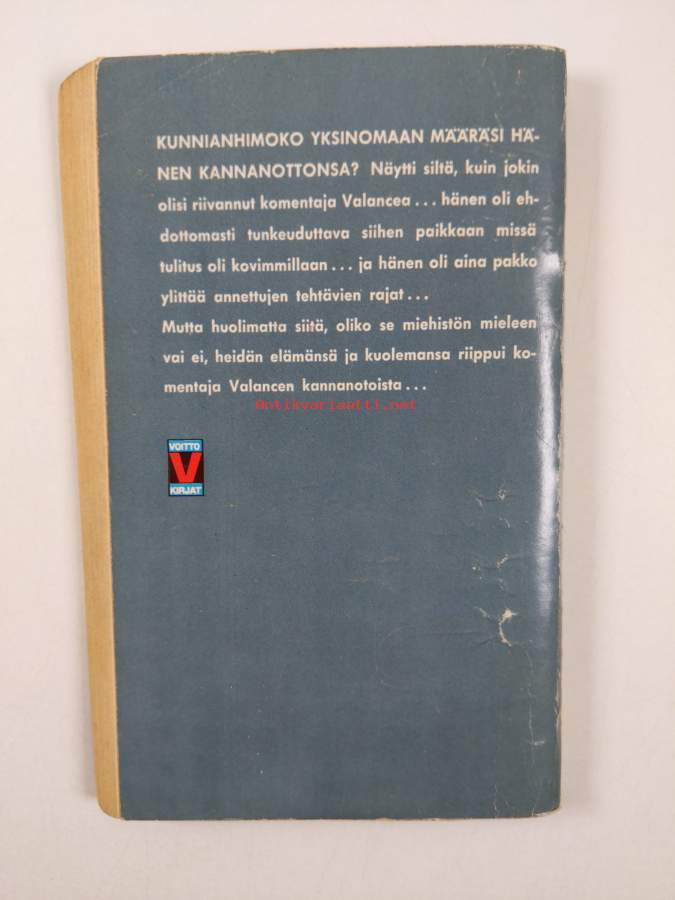 KUNNIANHIMOKO YKSINOMAAN MÄÄRÄSI HÄ-
NEN KANNANOTTONSA? Näytti siltä, kuin jokin
olisi riivannut komentaja Valancea... hänen oli eh-
dottomasti tunkeuduttava siihen paikkaan missä
tulitus oli kovimmillaan... ja hänen oli aina pakko
ylittää annettujen tehtävien rajat...
Mutta huolimatta siitä, oliko se miehistön mieleen
vai ei, heidän elämänsä ja kuolemansa riippui ko-
mentaja Valancen kannanotoista...
Antikvariaatti.net
VOITTO
V
KIRJAT